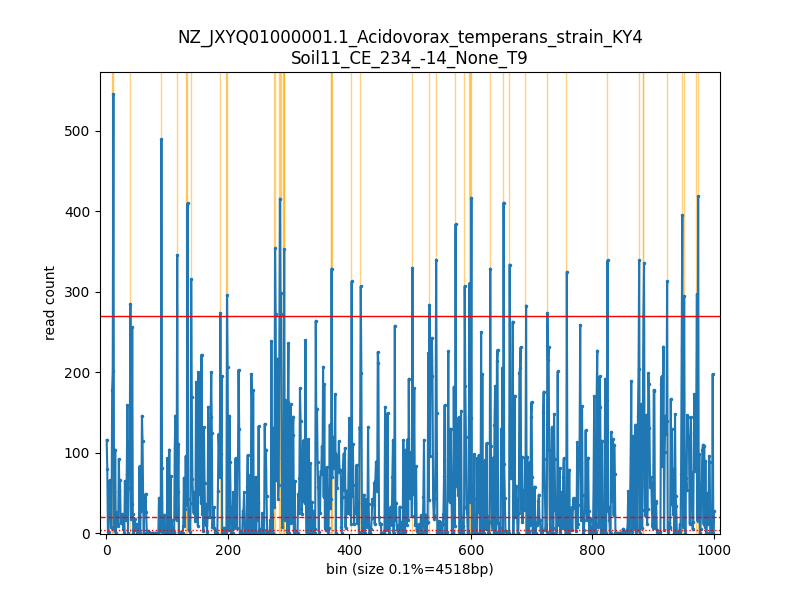 NZ_JXYQ01000001.1_Acidovorax_temperans_strain_KY4
Soil11_CE_234_-14_None_T9
read count
500
400
300
200
100
0
0 200 400 600 800 1000
bin (size 0.1%=4518bp)